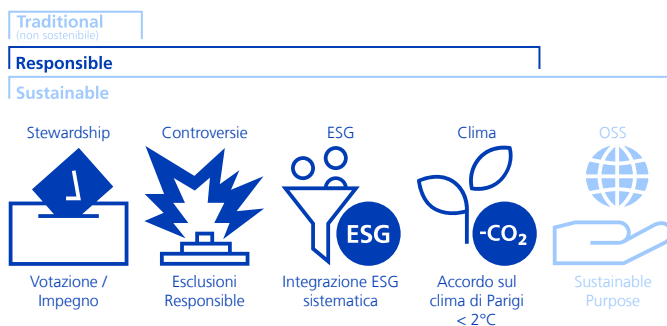 Traditional
(non sostenibile)
Responsible
Sustainable
Stewardship Controversie ESG Clima OSS
ESG -CO₂
Votazione / Esclusioni Integrazione ESG Accordo sul Sustainable
Impegno Responsible sistematica clima di Parigi Purpose
< 2°C